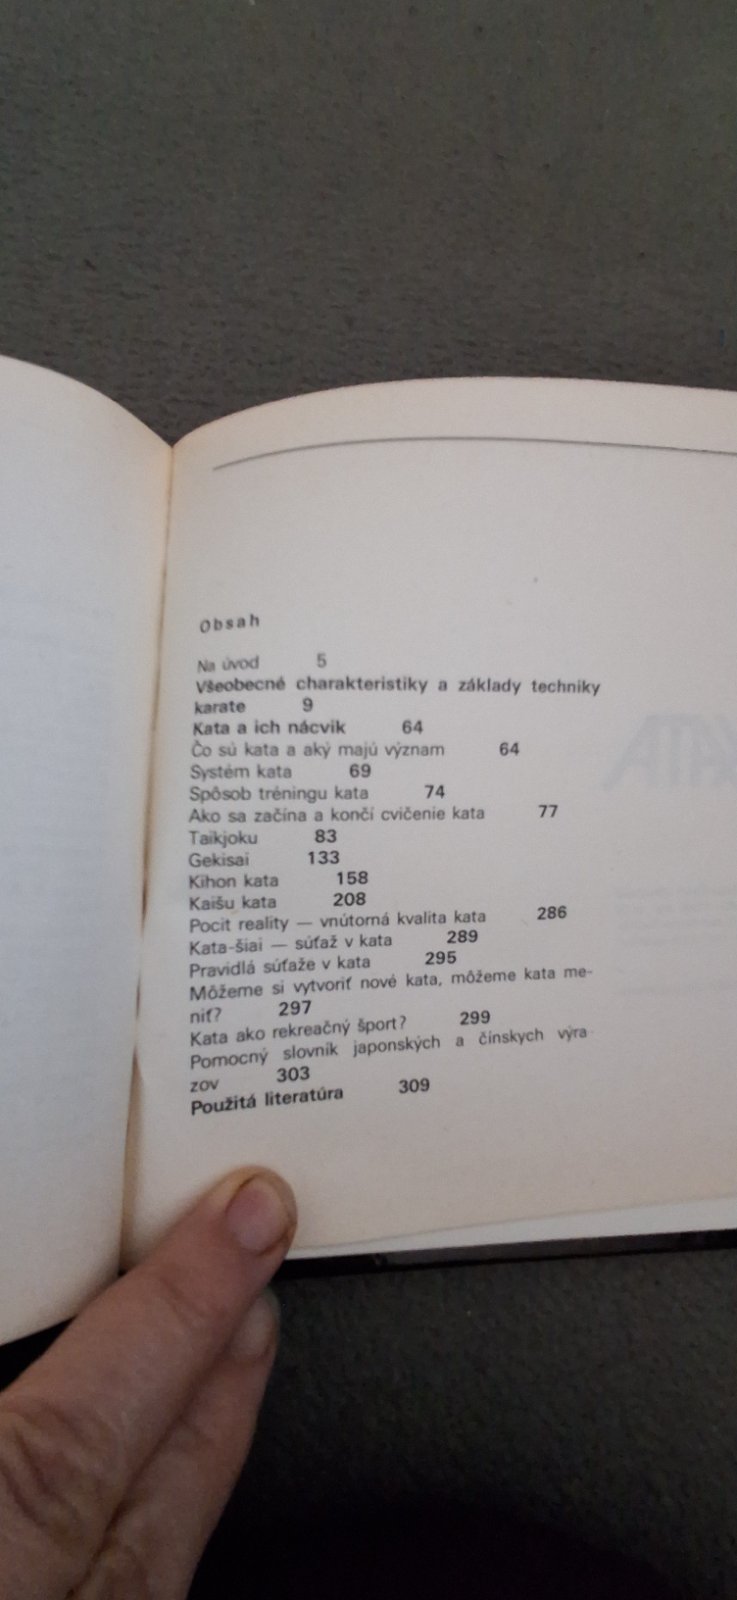 Obsah
Na úvod 5
Všeobecné charakteristiky a základy techniky
karate 9
Kata a ich nácvik 64
Čo sú kata a aký majú význam 64
Systém kata 69
Spôsob tréningu kata 74
Ako sa začína a končí cvičenie kata 77
Taikjoku 83
Gekisai 133
Kihon kata 158
Kaišu kata 208
Pocit reality — vnútorná kvalita kata 286
Kata-šiai — súťaž v kata 289
Pravidlá súťaže v kata 295
Môžeme si vytvoriť nové kata, môžeme kata me-
niť? 297
Kata ako rekreačný šport? 299
Pomocný slovník japonských a čínskych výra-
zov 303
Použitá literatúra 309